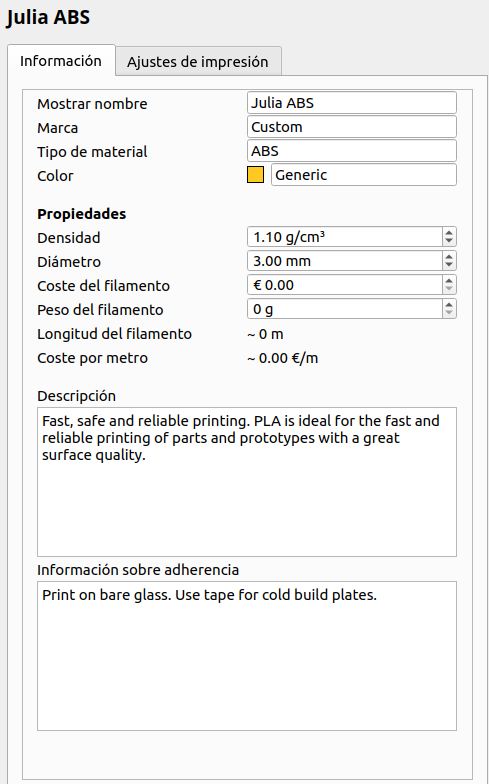 Julia ABS
Información
Ajustes de impresión
Mostrar nombre Julia ABS
Marca Custom
Tipo de material ABS
Color Generic
Propiedades
Densidad 1.10 g/cm³
Diámetro 3.00 mm
Coste del filamento € 0.00
Peso del filamento 0 g
Longitud del filamento ~ 0 m
Coste por metro ~ 0.00 €/m
Descripción
Fast, safe and reliable printing. PLA is ideal for the fast and
reliable printing of parts and prototypes with a great
surface quality.
Información sobre adherencia
Print on bare glass. Use tape for cold build plates.